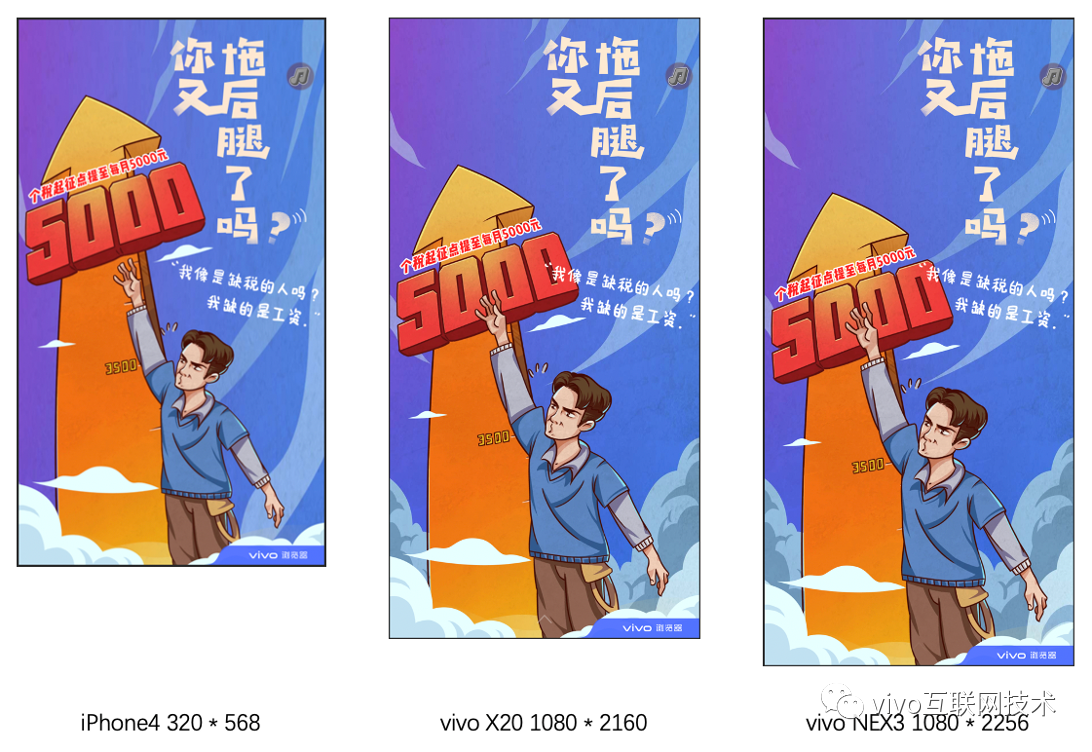 你又
拖后腿了吗?
个税起征点提至每月5000元
5000
“我像是缺税的人吗?
我缺的是工资.”
3500
vivo 浏览器
iPhone4 320 * 568
你又
拖后腿了吗?
个税起征点提至每月5000元
5000
“我像是缺税的人吗?
我缺的是工资.”
3500
vivo 浏览器
vivo X20 1080 * 2160
你又
拖后腿了吗?
个税起征点提至每月5000元
5000
“我像是缺税的人吗?
我缺的是工资.”
3500
vivo 浏览器
vivo互联网技术
vivo NEX3 1080 * 2256